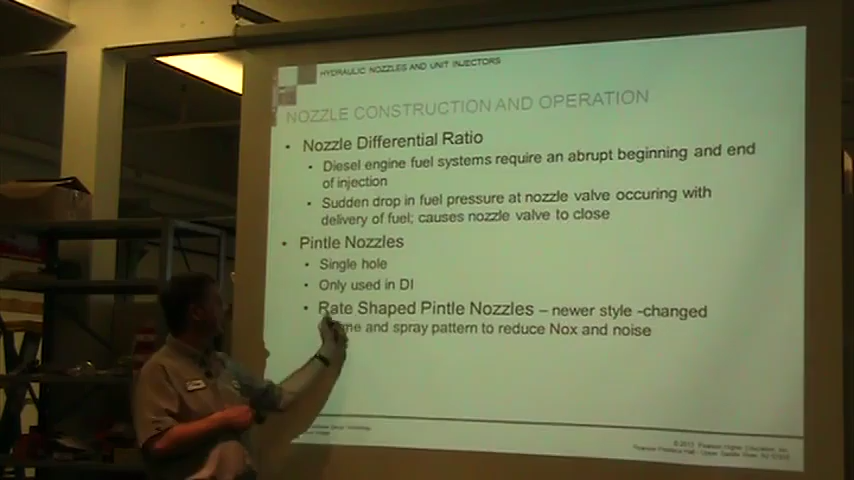 HYDRAULIC NOZZLES AND UNIT INJECTORS
NOZZLE CONSTRUCTION AND OPERATION
• Nozzle Differential Ratio
• Diesel engine fuel systems require an abrupt beginning and end
of injection
• Sudden drop in fuel pressure at nozzle valve occuring with
delivery of fuel; causes nozzle valve to close
• Pintle Nozzles
• Single hole
• Only used in DI
• Rate Shaped Pintle Nozzles – newer style -changed
and spray pattern to reduce Nox and noise